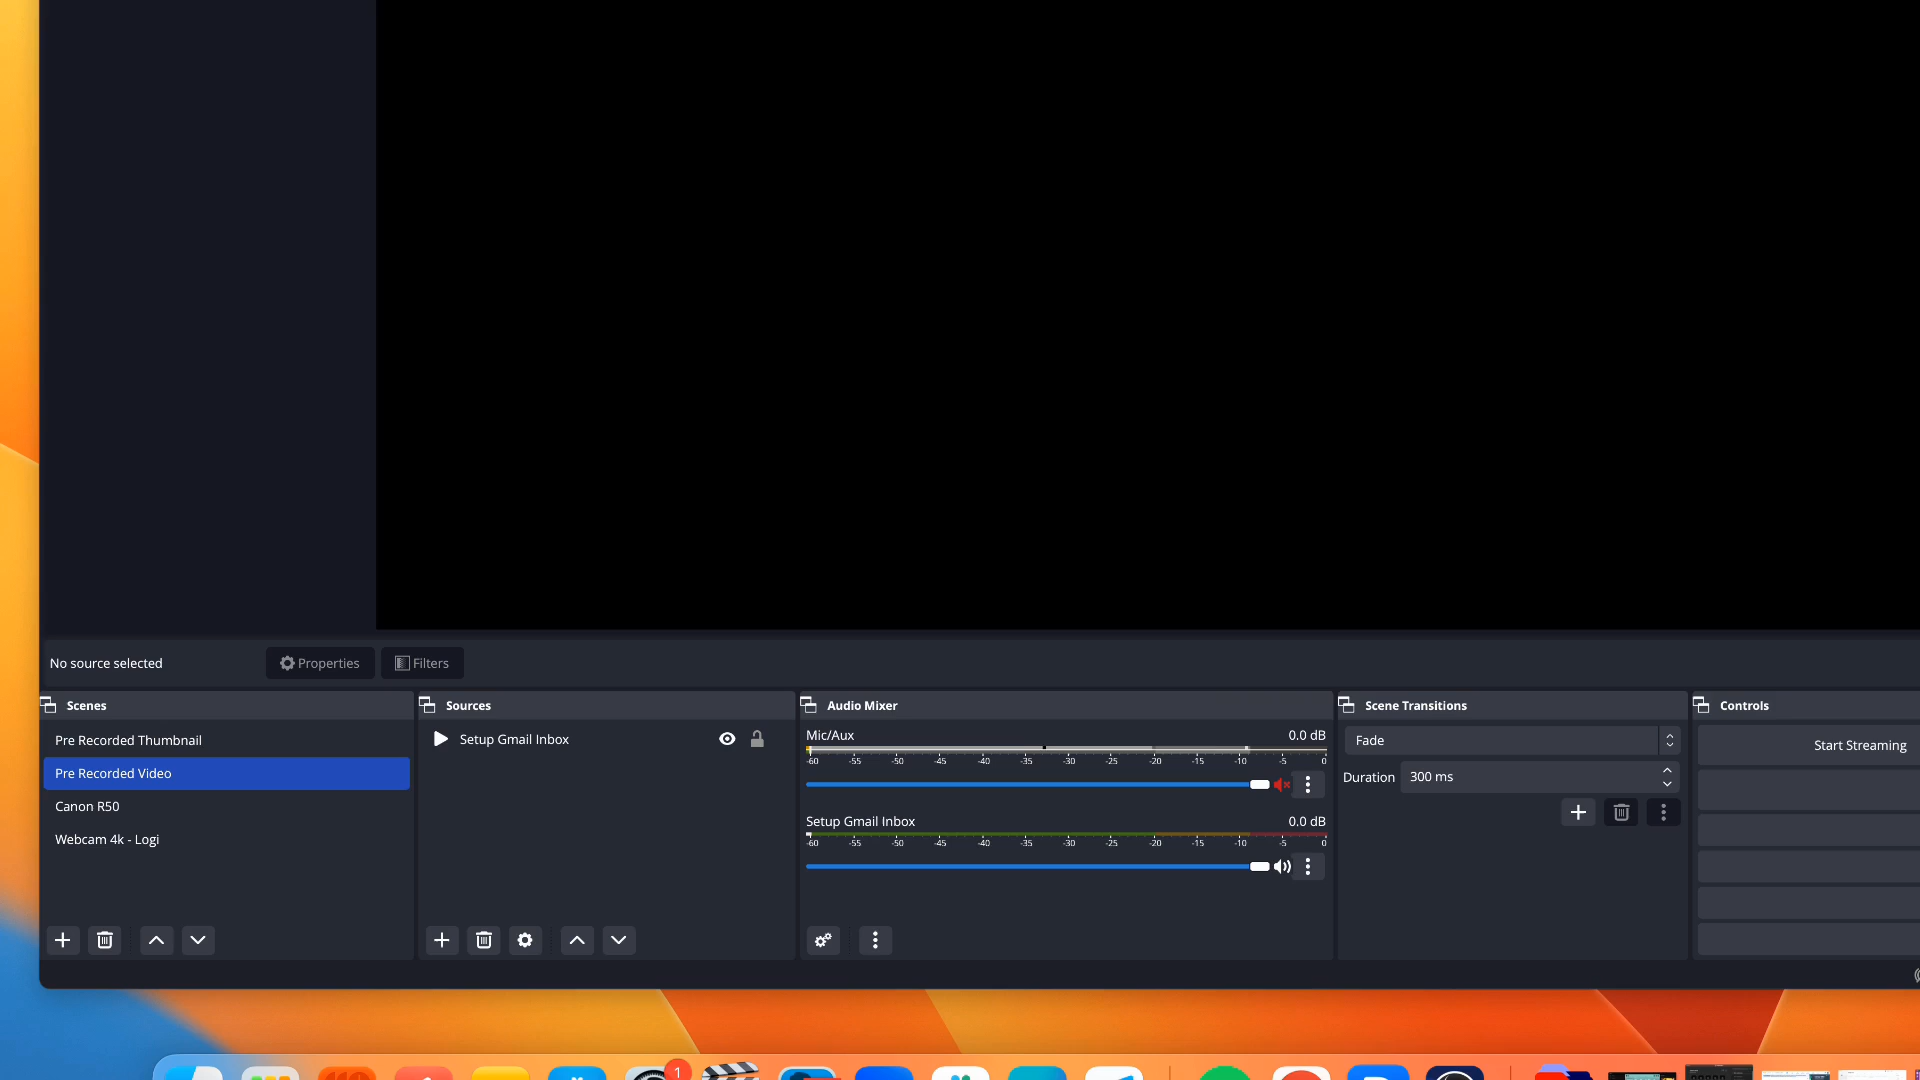 No source selected
Properties
Filters
Scenes
Pre Recorded Thumbnail
Pre Recorded Video
Canon R50
Webcam 4k - Logi
Sources
Setup Gmail Inbox
Audio Mixer
Mic/Aux
0.0 dB
-60 -55 -50 -45 -40 -35 -30 -25 -20 -15 -10 -5 0
Setup Gmail Inbox
0.0 dB
-60 -55 -50 -45 -40 -35 -30 -25 -20 -15 -10 -5 0
Scene Transitions
Fade
Duration
300 ms
Controls
Start Streaming
1